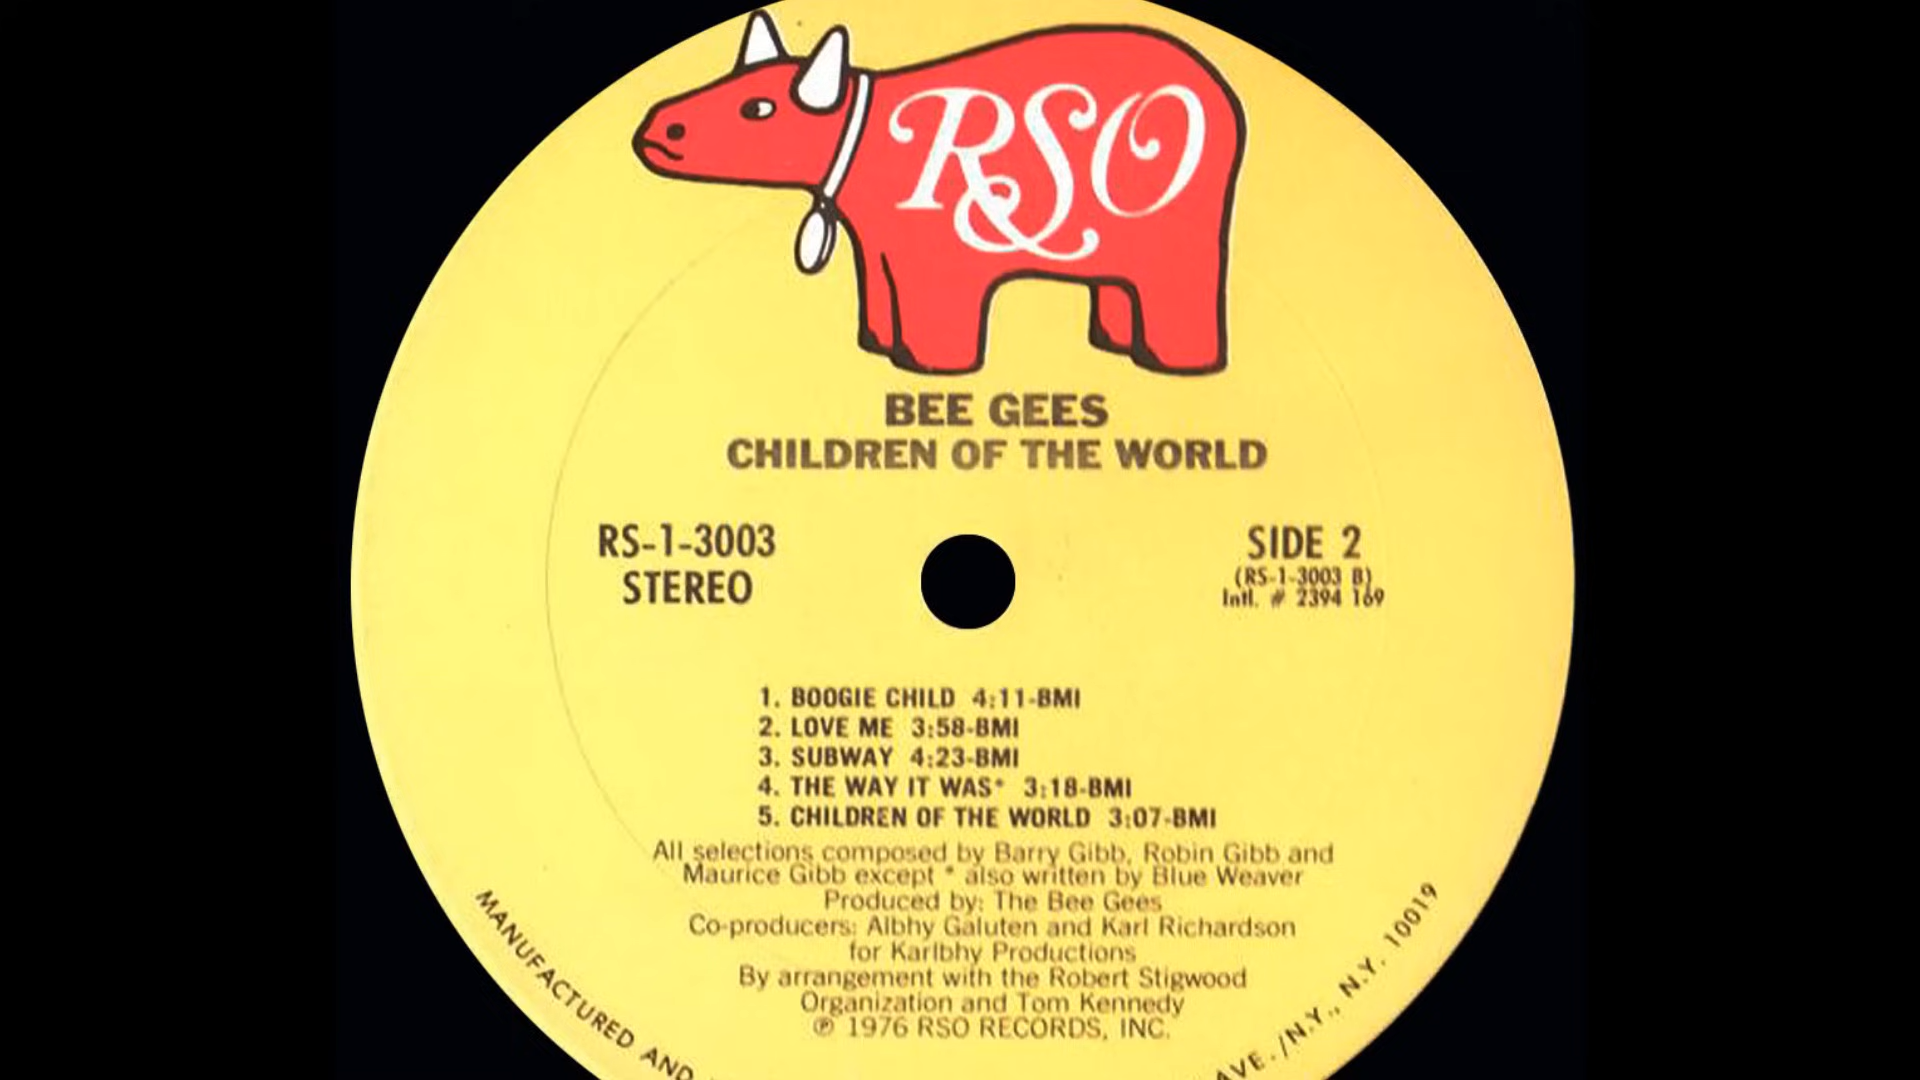 RSO
BEE GEES
CHILDREN OF THE WORLD
RS-1-3003
STEREO
SIDE 2
(RS-1-3003 B)
Intl. # 2394 169
1. BOOGIE CHILD 4:11-BMI
2. LOVE ME 3:58-BMI
3. SUBWAY 4:23-BMI
4. THE WAY IT WAS* 3:18-BMI
5. CHILDREN OF THE WORLD 3:07-BMI
All selections composed by Barry Gibb, Robin Gibb and
Maurice Gibb except * also written by Blue Weaver
Produced by: The Bee Gees
Co-producers: Albhy Galuten and Karl Richardson
for Karlbhy Productions
By arrangement with the Robert Stigwood
Organization and Tom Kennedy
℗ 1976 RSO RECORDS, INC.
MANUFACTURED AND
AVE./N.Y., N.Y. 10019